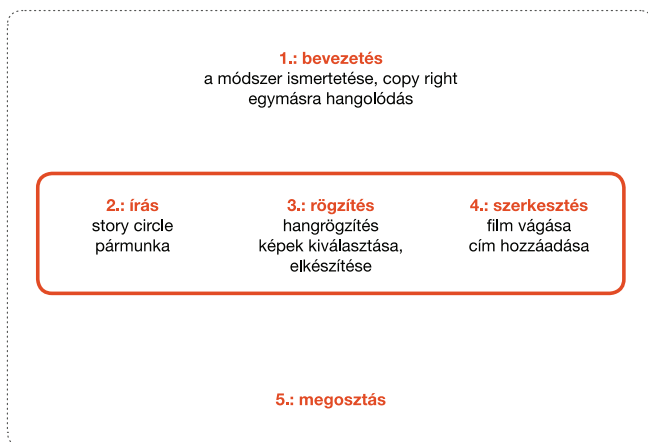 1.: bevezetés
a módszer ismertetése, copy right
egymásra hangolódás
2.: írás
story circle
pármunka
3.: rögzítés
hangrögzítés
képek kiválasztása,
elkészítése
4.: szerkesztés
film vágása
cím hozzáadása
5.: megosztás